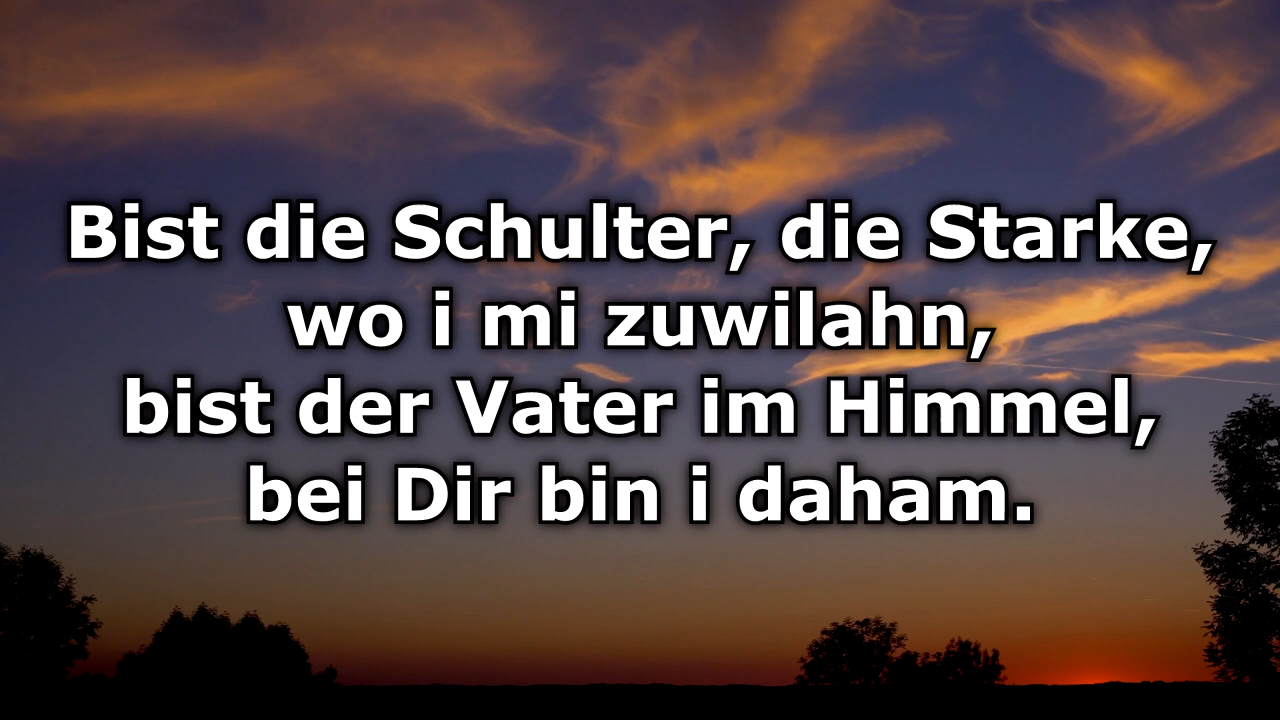 Bist die Schulter, die Starke,
wo i mi zuwilahn,
bist der Vater im Himmel,
bei Dir bin i daham.